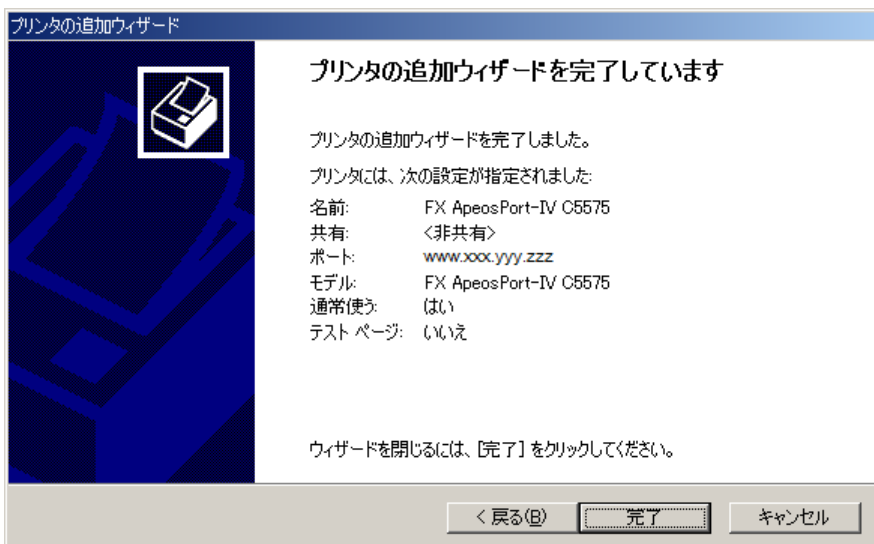 プリンタの追加ウィザード
プリンタの追加ウィザードを完了しています
プリンタの追加ウィザードを完了しました。
プリンタには、次の設定が指定されました:
名前: FX ApeosPort-IV C5575
共有: <非共有>
ポート: www.xxx.yyy.zzz
モデル: FX ApeosPort-IV C5575
通常使う: はい
テスト ページ: いいえ
ウィザードを閉じるには、[完了] をクリックしてください。
< 戻る(B) 完了 キャンセル